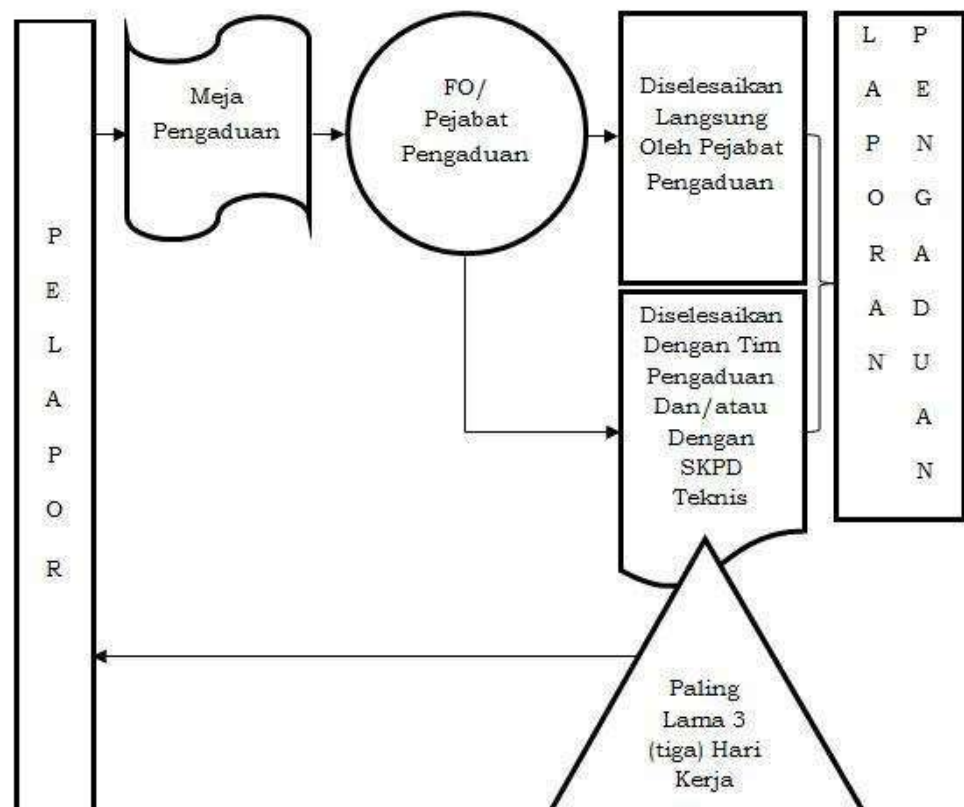 P
E
L
A
P
O
R
Meja
Pengaduan
FO/
Pejabat
Pengaduan
Diselesaikan
Langsung
Oleh Pejabat
Pengaduan
Diselesaikan
Dengan Tim
Pengaduan
Dan/atau
Dengan
SKPD
Teknis
L P
A E
P N
O G
R A
A D
N U
A
N
Paling
Lama 3
(tiga) Hari
Kerja